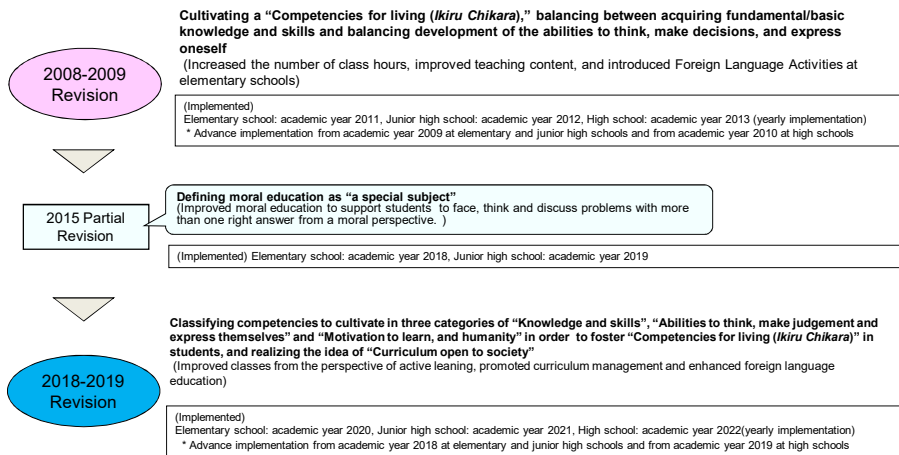 Cultivating a “Competencies for living (Ikiru Chikara),” balancing between acquiring fundamental/basic
knowledge and skills and balancing development of the abilities to think, make decisions, and express
oneself
(Increased the number of class hours, improved teaching content, and introduced Foreign Language Activities at
elementary schools)
2008-2009
Revision
(Implemented)
Elementary school: academic year 2011, Junior high school: academic year 2012, High school: academic year 2013 (yearly implementation)
* Advance implementation from academic year 2009 at elementary and junior high schools and from academic year 2010 at high schools
2015 Partial
Revision
Defining moral education as “a special subject”
(Improved moral education to support students to face, think and discuss problems with more
than one right answer from a moral perspective. )
(Implemented) Elementary school: academic year 2018, Junior high school: academic year 2019
2018-2019
Revision
Classifying competencies to cultivate in three categories of “Knowledge and skills”, “Abilities to think, make judgement and
express themselves” and “Motivation to learn, and humanity” in order to foster “Competencies for living (Ikiru Chikara)” in
students, and realizing the idea of “Curriculum open to society”
(Improved classes from the perspective of active leaning, promoted curriculum management and enhanced foreign language
education)
(Implemented)
Elementary school: academic year 2020, Junior high school: academic year 2021, High school: academic year 2022(yearly implementation)
* Advance implementation from academic year 2018 at elementary and junior high schools and from academic year 2019 at high schools